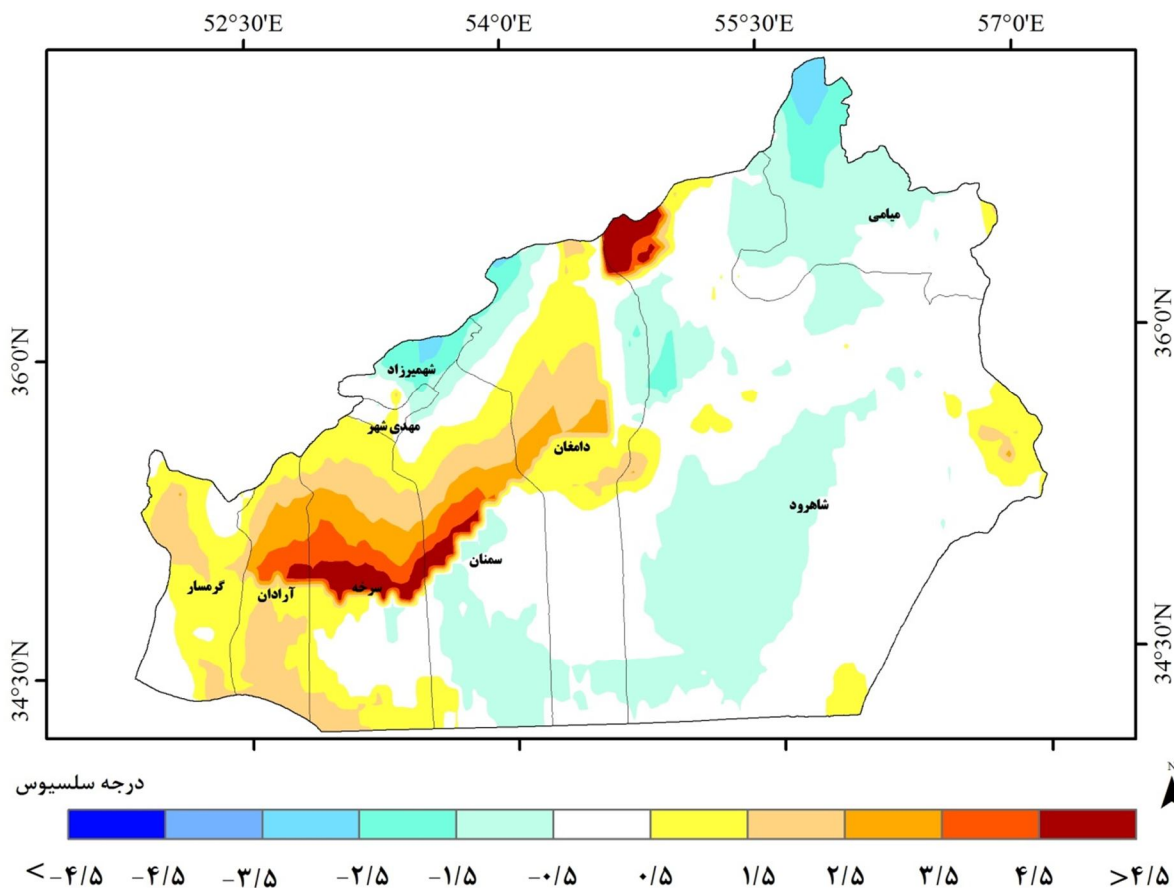 52°30'E 54°0'E 55°30'E 57°0'E
میامی
36°0'N
36°0'N
شهمیرزاد
مهدی شهر
دامغان
شاهرود
سمنان
گرمسار
آرادان
سرخه
34°30'N
34°30'N
درجه سلسیوس
N
< -۴/۵ -۴/۵ -۳/۵ -۲/۵ -۱/۵ -۰/۵ ۰/۵ ۱/۵ ۲/۵ ۳/۵ ۴/۵ >۴/۵